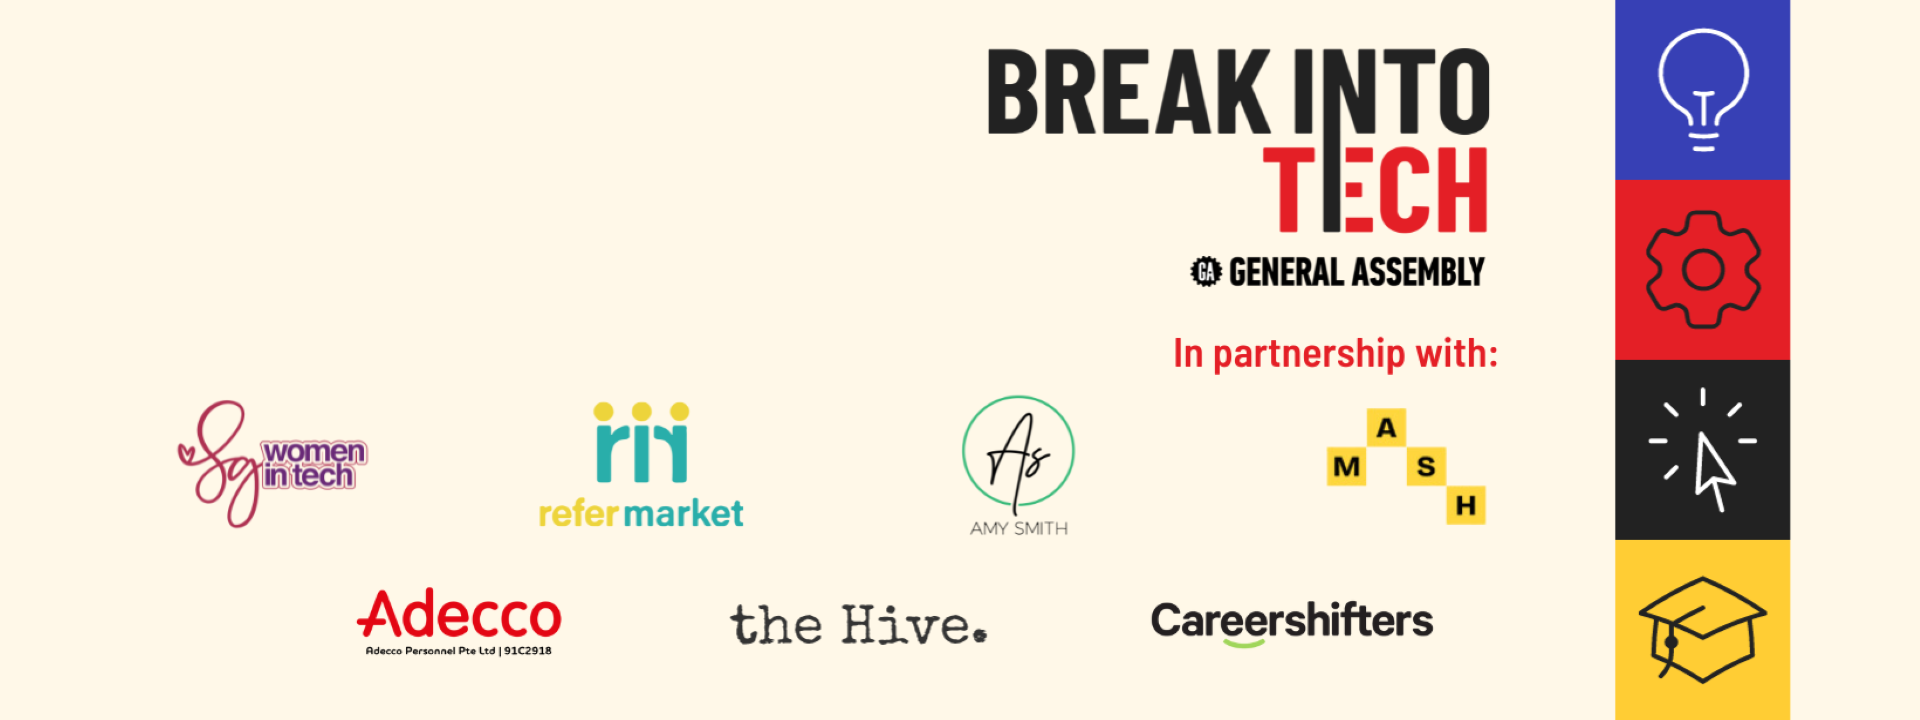 BREAK INTO
TECH
GA GENERAL ASSEMBLY
In partnership with:
Sg women
in tech
refer market
As
AMY SMITH
A
M S
H
Adecco
Adecco Personnel Pte Ltd | 91C2918
the Hive.
Careershifters